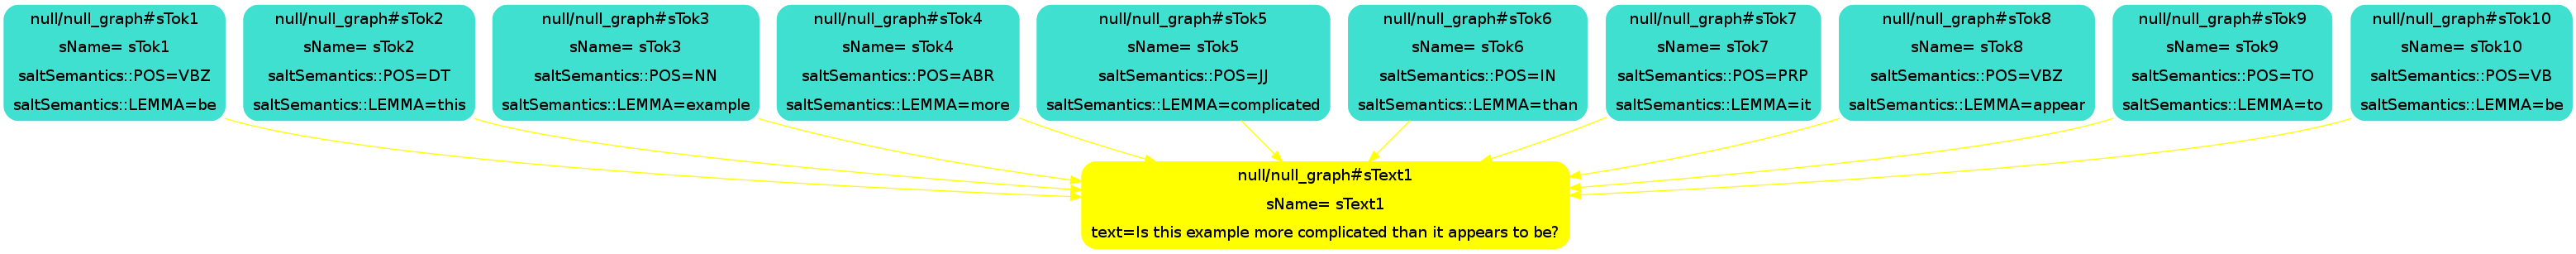 null/null_graph#sTok1
sName= sTok1
saltSemantics::POS=VBZ
saltSemantics::LEMMA=be
null/null_graph#sTok2
sName= sTok2
saltSemantics::POS=DT
saltSemantics::LEMMA=this
null/null_graph#sTok3
sName= sTok3
saltSemantics::POS=NN
saltSemantics::LEMMA=example
null/null_graph#sTok4
sName= sTok4
saltSemantics::POS=ABR
saltSemantics::LEMMA=more
null/null_graph#sTok5
sName= sTok5
saltSemantics::POS=JJ
saltSemantics::LEMMA=complicated
null/null_graph#sTok6
sName= sTok6
saltSemantics::POS=IN
saltSemantics::LEMMA=than
null/null_graph#sTok7
sName= sTok7
saltSemantics::POS=PRP
saltSemantics::LEMMA=it
null/null_graph#sTok8
sName= sTok8
saltSemantics::POS=VBZ
saltSemantics::LEMMA=appear
null/null_graph#sTok9
sName= sTok9
saltSemantics::POS=TO
saltSemantics::LEMMA=to
null/null_graph#sTok10
sName= sTok10
saltSemantics::POS=VB
saltSemantics::LEMMA=be
null/null_graph#sText1
sName= sText1
text=Is this example more complicated than it appears to be?